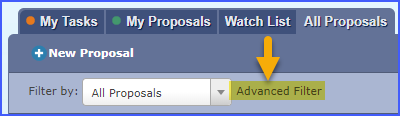 My Tasks My Proposals Watch List All Proposals
New Proposal
Filter by: All Proposals Advanced Filter